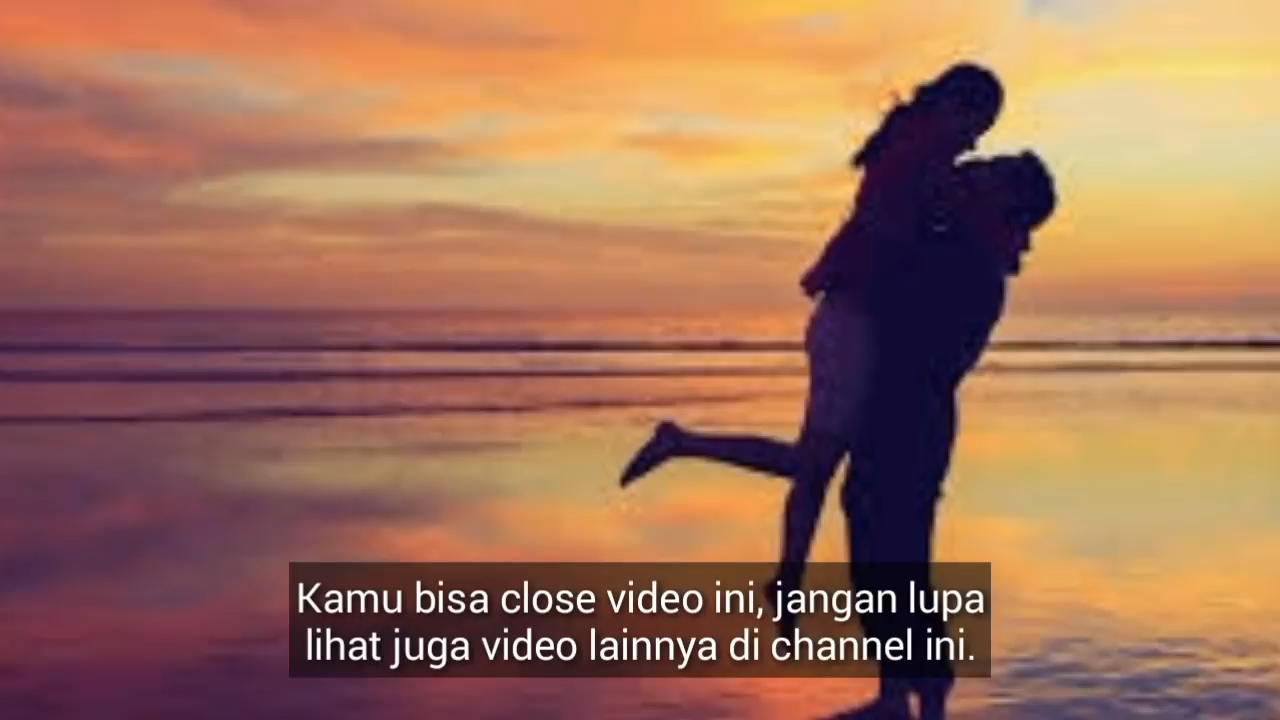 Kamu bisa close video ini, jangan lupa
lihat juga video lainnya di channel ini.